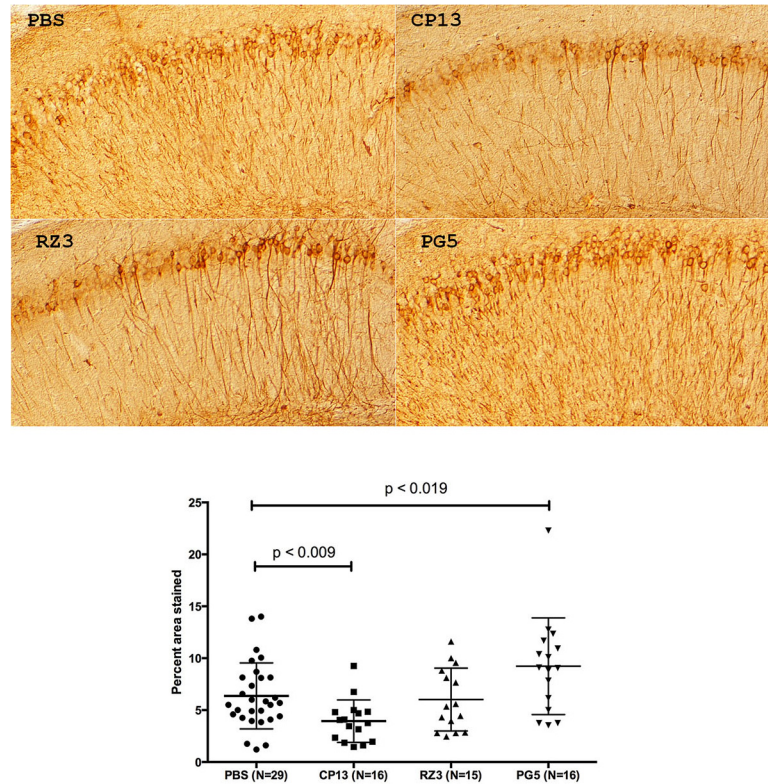 PBS
CP13
RZ3
PG5
p < 0.019
p < 0.009
Percent area stained
25
20
15
10
5
0
PBS (N=29) CP13 (N=16) RZ3 (N=15) PG5 (N=16)